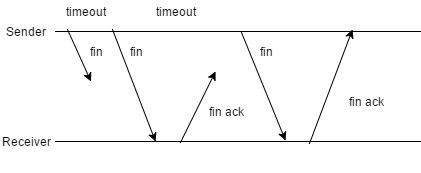 timeout timeout
Sender
fin fin fin
fin ack
fin ack
Receiver